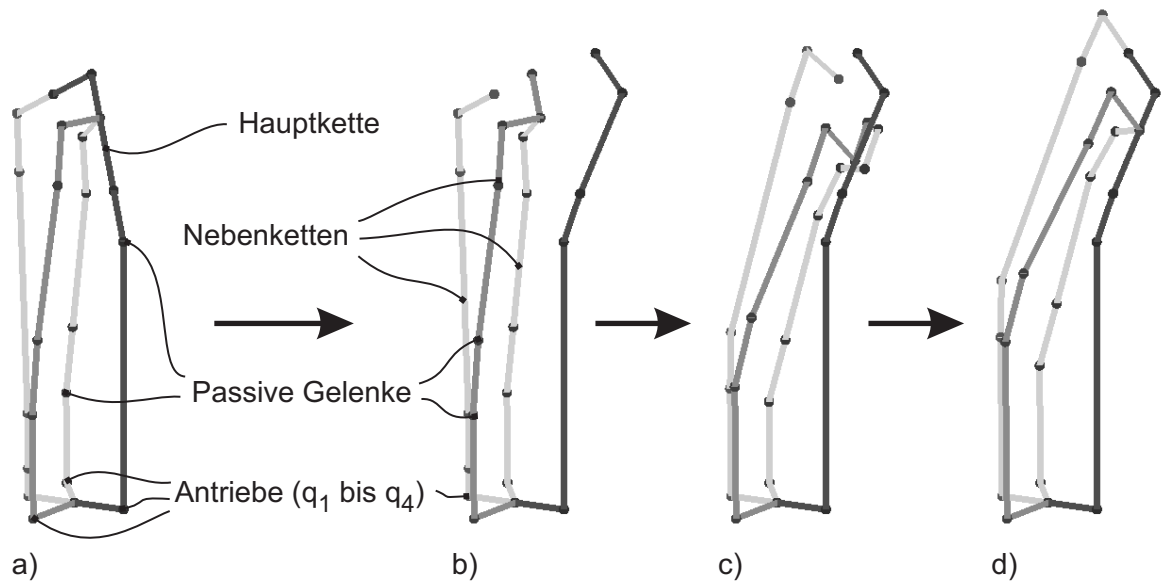 Hauptkette
Nebenketten
Passive Gelenke
Antriebe (q1 bis q4)
a)
b)
c)
d)